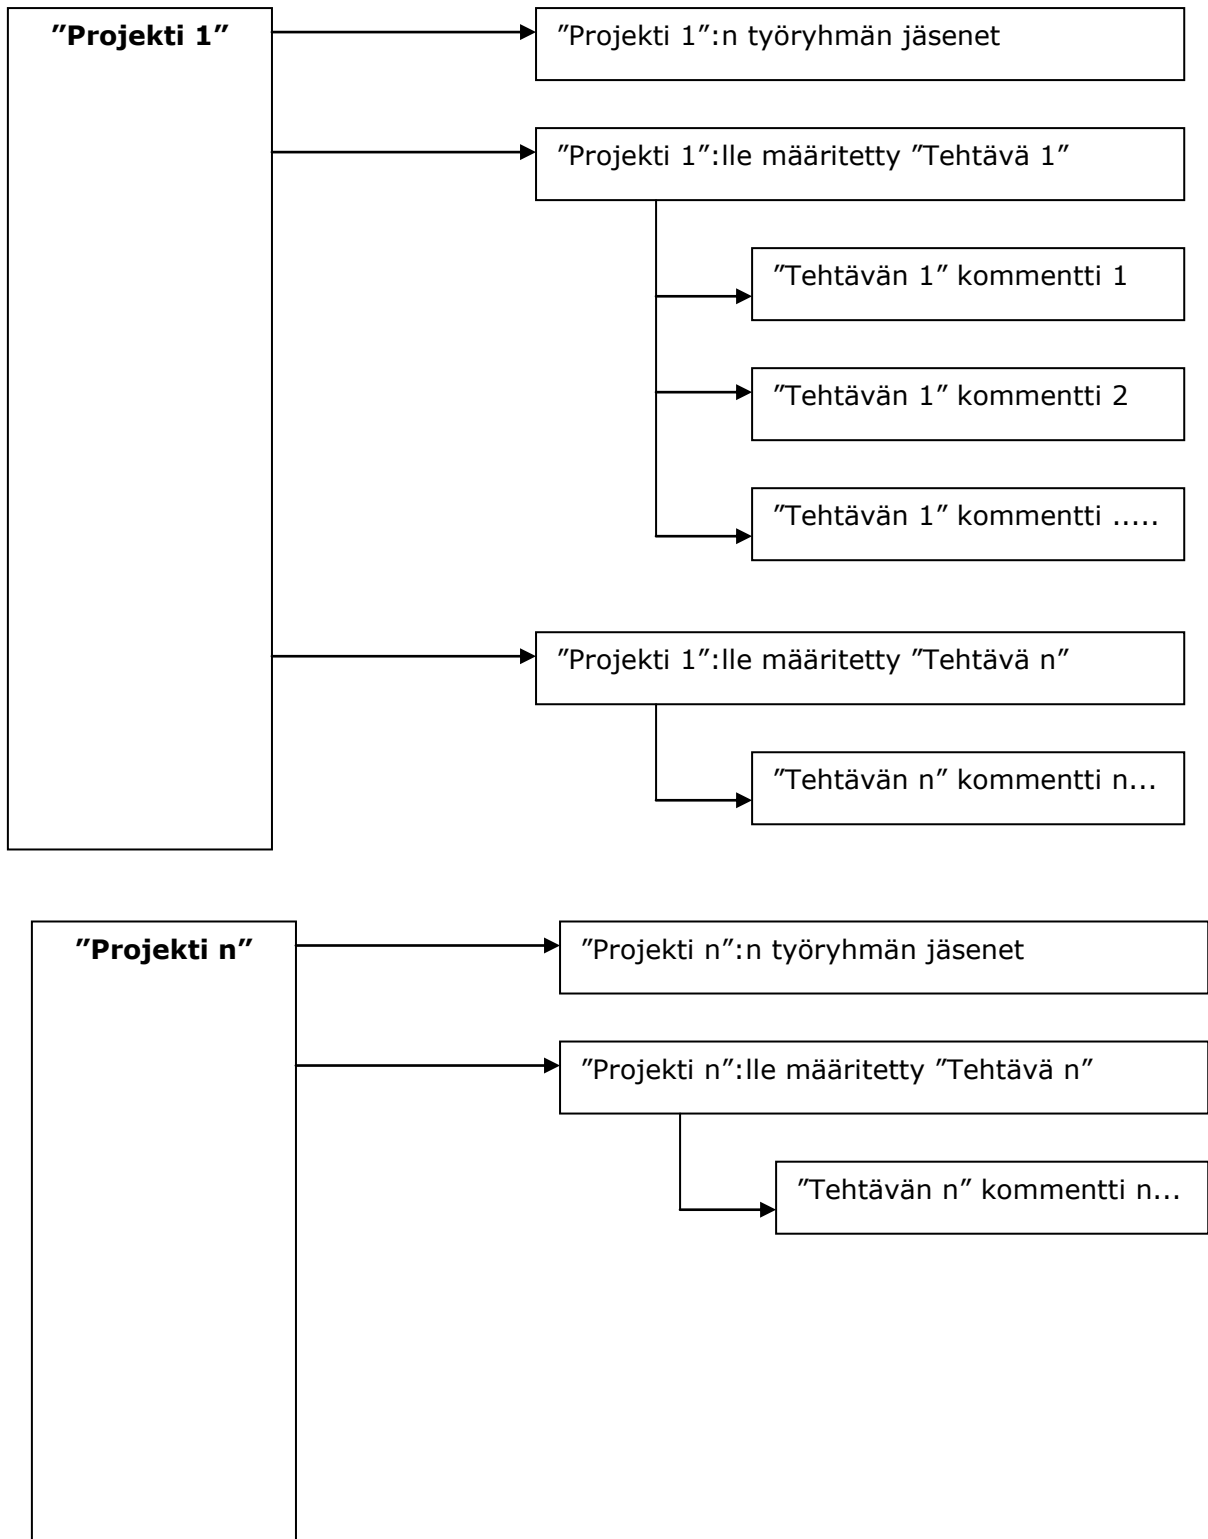 ”Projekti 1”
”Projekti 1”:n työryhmän jäsenet
”Projekti 1”:lle määritetty ”Tehtävä 1”
”Tehtävän 1” kommentti 1
”Tehtävän 1” kommentti 2
”Tehtävän 1” kommentti .....
”Projekti 1”:lle määritetty ”Tehtävä n”
”Tehtävän n” kommentti n...
”Projekti n”
”Projekti n”:n työryhmän jäsenet
”Projekti n”:lle määritetty ”Tehtävä n”
”Tehtävän n” kommentti n...